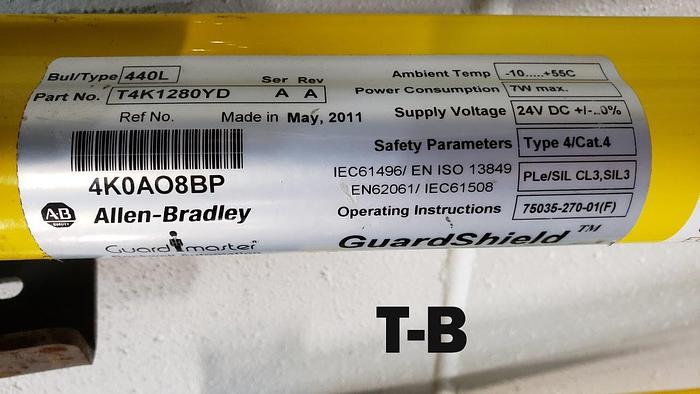 Bul/Type 440L
Ser Rev
Part No. T4K1280YD A A
Ref No. Made in May, 2011
4K0AO8BP
AB Allen-Bradley
Guardmaster
Automation
Ambient Temp -10.....+55C
Power Consumption 7W max.
Supply Voltage 24V DC +/-..0%
Safety Parameters Type 4/Cat.4
IEC61496/ EN ISO 13849
EN62061/ IEC61508 PLe/SIL CL3,SIL3
Operating Instructions 75035-270-01(F)
GuardShield ™
T-B